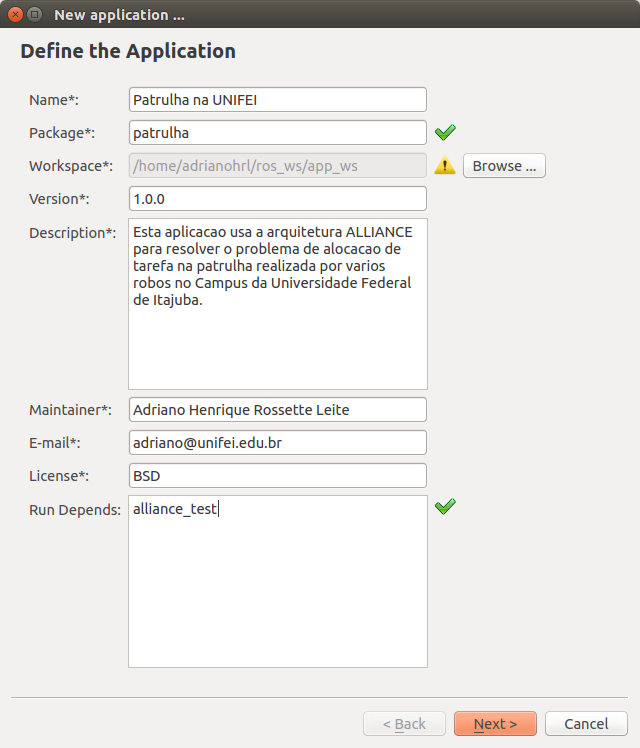 New application ...
Define the Application
Name*: Patrulha na UNIFEI
Package*: patrulha
Workspace*: /home/adrianohrl/ros_ws/app_ws Browse ...
Version*: 1.0.0
Description*: Esta aplicacao usa a arquitetura ALLIANCE
para resolver o problema de alocacao de
tarefa na patrulha realizada por varios
robos no Campus da Universidade Federal
de Itajuba.
Maintainer*: Adriano Henrique Rossette Leite
E-mail*: adriano@unifei.edu.br
License*: BSD
Run Depends: alliance_test
< Back Next > Cancel